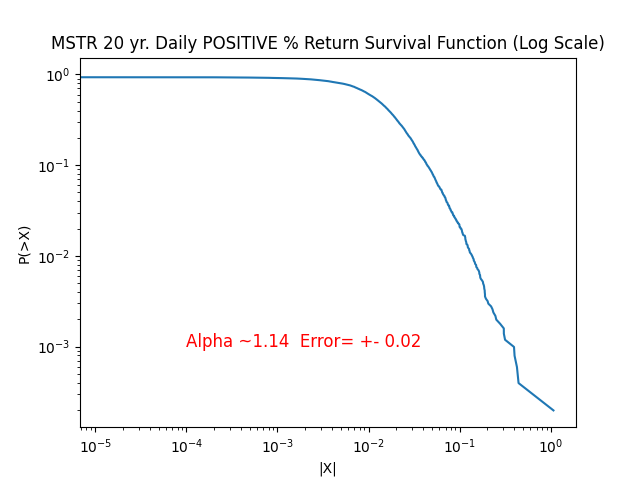 MSTR 20 yr. Daily POSITIVE % Return Survival Function (Log Scale)
10⁰
10⁻¹
10⁻²
10⁻³
P(>X)
Alpha ~1.14  Error= +- 0.02
10⁻⁵ 10⁻⁴ 10⁻³ 10⁻² 10⁻¹ 10⁰
|X|